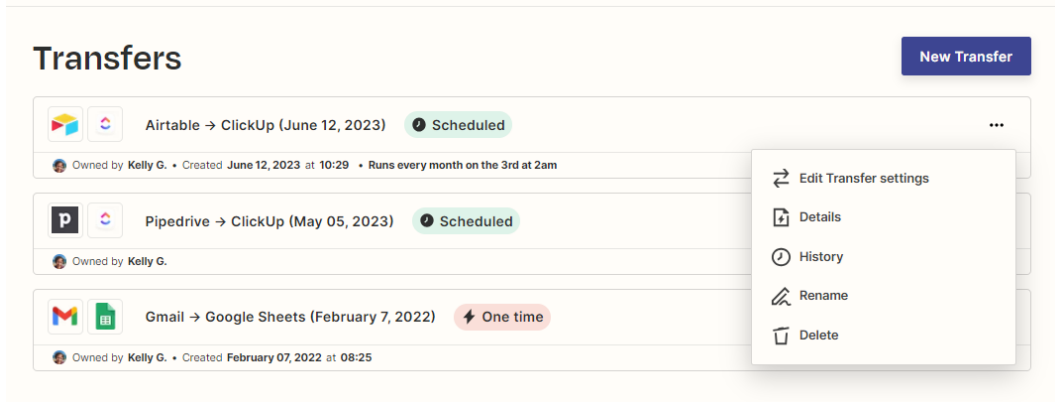 Transfers
New Transfer
Airtable → ClickUp (June 12, 2023) Scheduled
Owned by Kelly G. • Created June 12, 2023 at 10:29 • Runs every month on the 3rd at 2am
Edit Transfer settings
Details
History
Rename
Delete
Pipedrive → ClickUp (May 05, 2023) Scheduled
Owned by Kelly G.
Gmail → Google Sheets (February 7, 2022) One time
Owned by Kelly G. • Created February 07, 2022 at 08:25